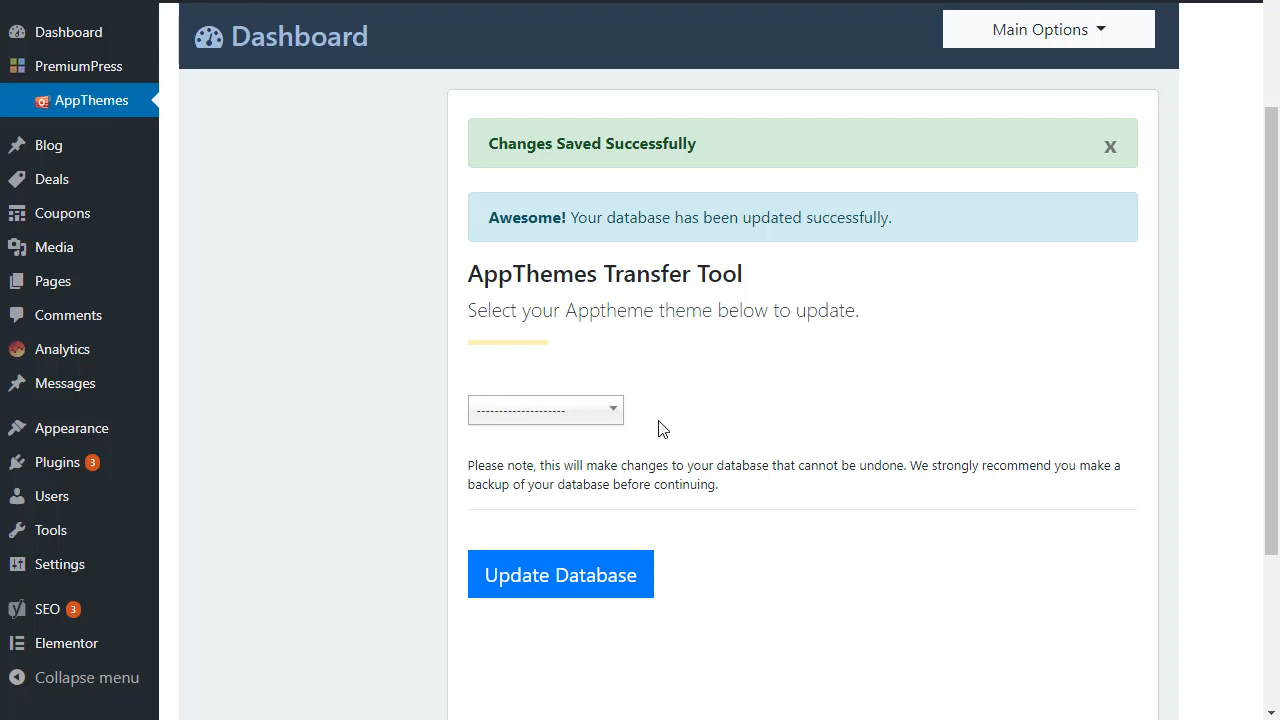 Dashboard
PremiumPress
AppThemes
Blog
Deals
Coupons
Media
Pages
Comments
Analytics
Messages
Appearance
Plugins 3
Users
Tools
Settings
SEO 3
Elementor
Collapse menu
Dashboard
Main Options
Changes Saved Successfully
x
Awesome! Your database has been updated successfully.
AppThemes Transfer Tool
Select your Apptheme theme below to update.
--------------------
Please note, this will make changes to your database that cannot be undone. We strongly recommend you make a
backup of your database before continuing.
Update Database